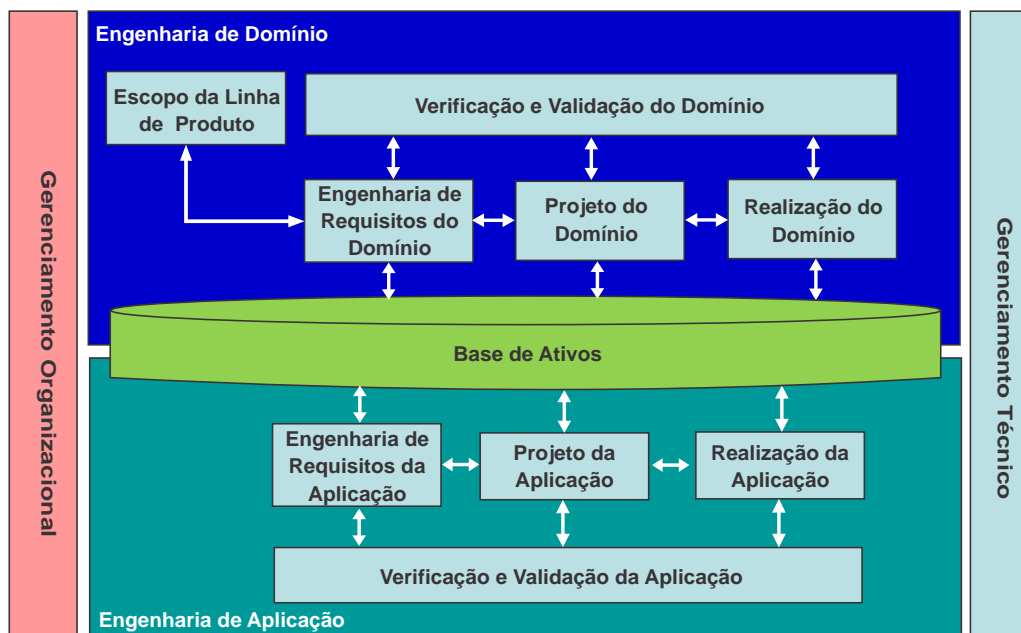 Engenharia de Domínio
Escopo da Linha
de Produto
Verificação e Validação do Domínio
Engenharia de
Requisitos do
Domínio
Projeto do
Domínio
Realização do
Domínio
Base de Ativos
Engenharia de
Requisitos da
Aplicação
Projeto da
Aplicação
Realização da
Aplicação
Verificação e Validação da Aplicação
Engenharia de Aplicação
Gerenciamento Organizacional
Gerenciamento Técnico